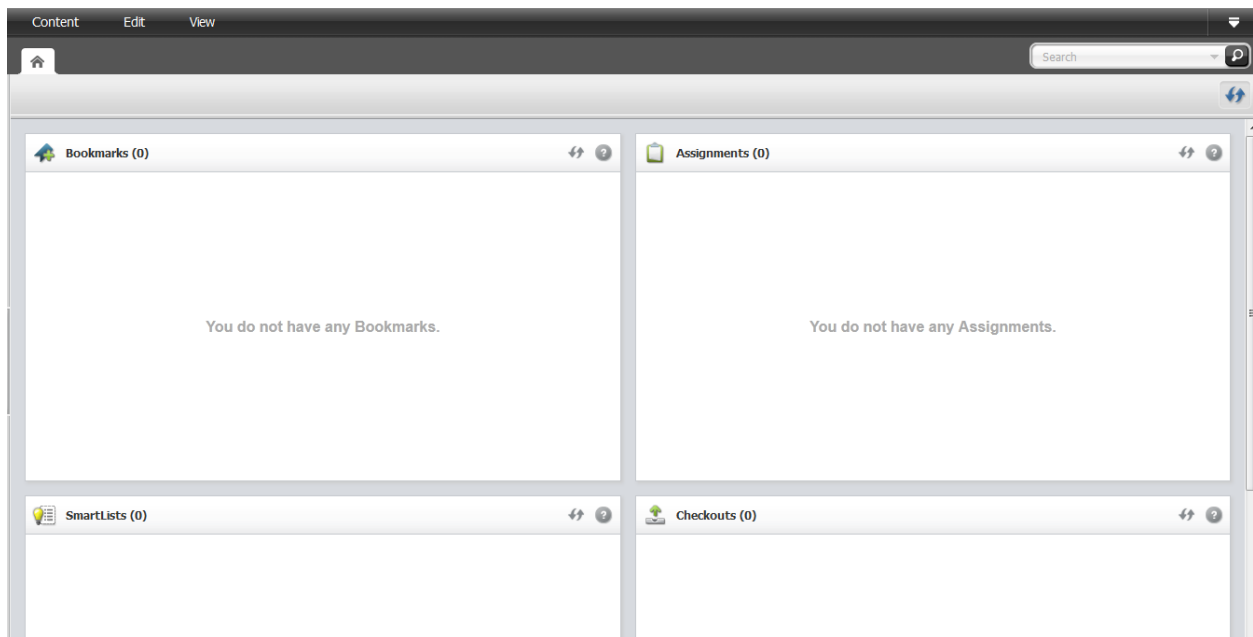 Content Edit View
Search
Bookmarks (0)
Assignments (0)
You do not have any Bookmarks.
You do not have any Assignments.
SmartLists (0)
Checkouts (0)